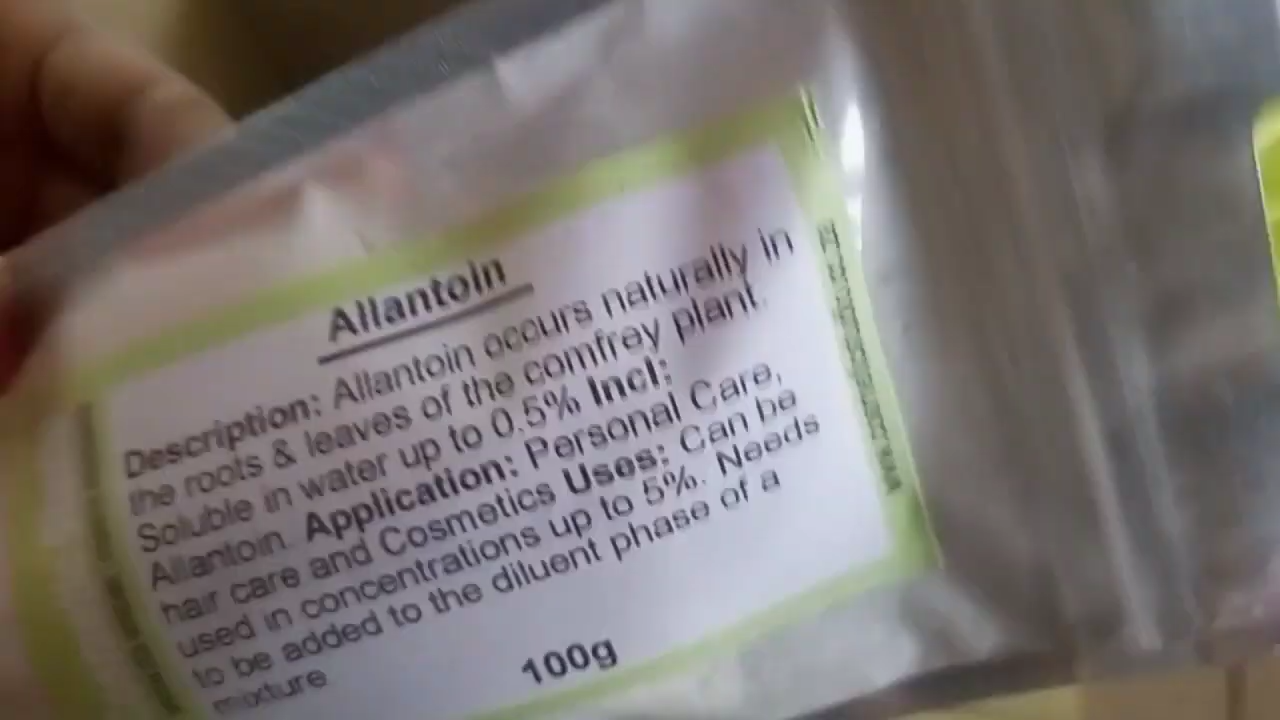 Allantoin
Description: Allantoin occurs naturally in
the roots & leaves of the comfrey plant.
Soluble in water up to 0.5% Incl:
Allantoin. Application: Personal Care,
hair care and Cosmetics Uses: Can be
used in concentrations up to 5%. Needs
to be added to the diluent phase of a
mixture
100g